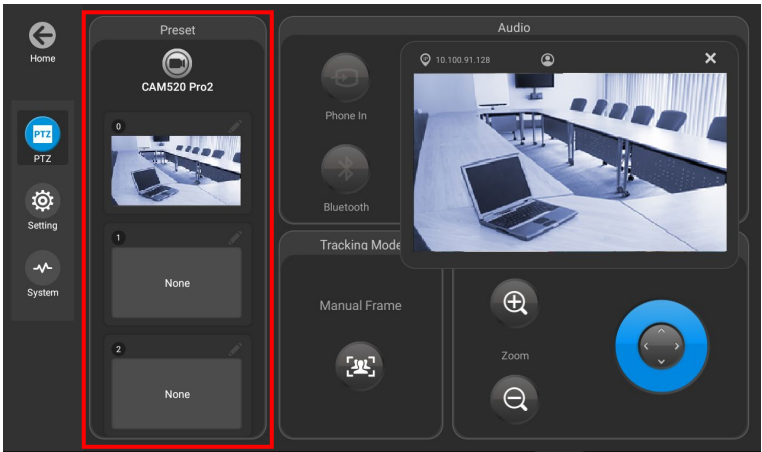 Home
PTZ
PTZ
Setting
System
Preset
CAM520 Pro2
0
1
None
2
None
Audio
Phone In
Bluetooth
IP 10.100.91.128
Tracking Mode
Manual Frame
Zoom